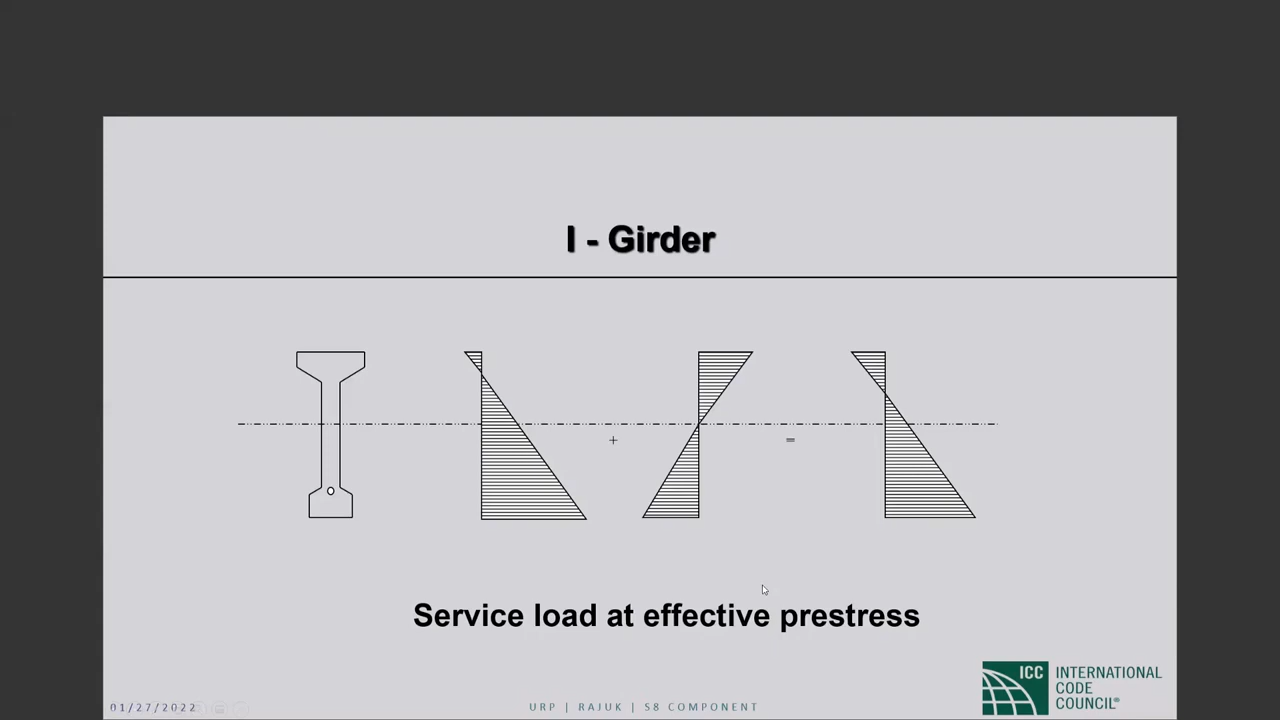 I - Girder
+
=
Service load at effective prestress
ICC INTERNATIONAL
CODE
COUNCIL®
01/27/2022
URP | RAJUK | S8 COMPONENT